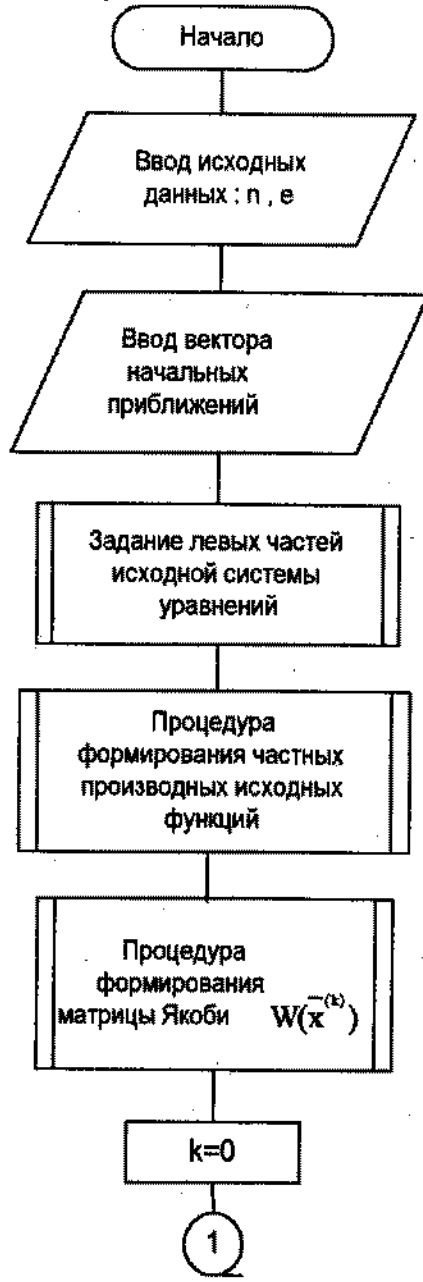 Начало
Ввод исходных
данных : n , e
Ввод вектора
начальных
приближений
Задание левых частей
исходной системы
уравнений
Процедура
формирования частных
производных исходных
функций
Процедура
формирования
матрицы Якоби W(x̅⁽ᵏ⁾)
k=0
1